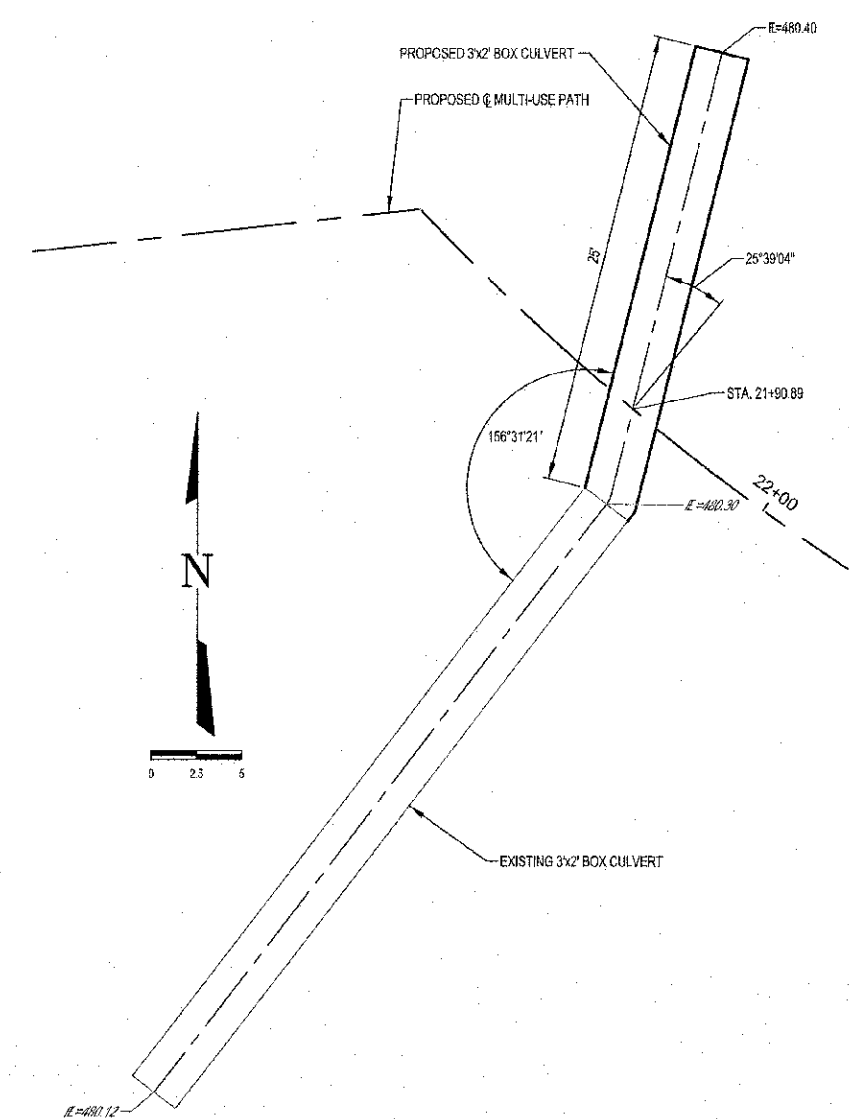 IE=480.40
PROPOSED 3'x2' BOX CULVERT
PROPOSED ℄ MULTI-USE PATH
25'
25°39'04"
STA. 21+90.89
156°31'21"
22+00
IE=480.30
N
0 2.5 5
EXISTING 3'x2' BOX CULVERT
IE=480.12